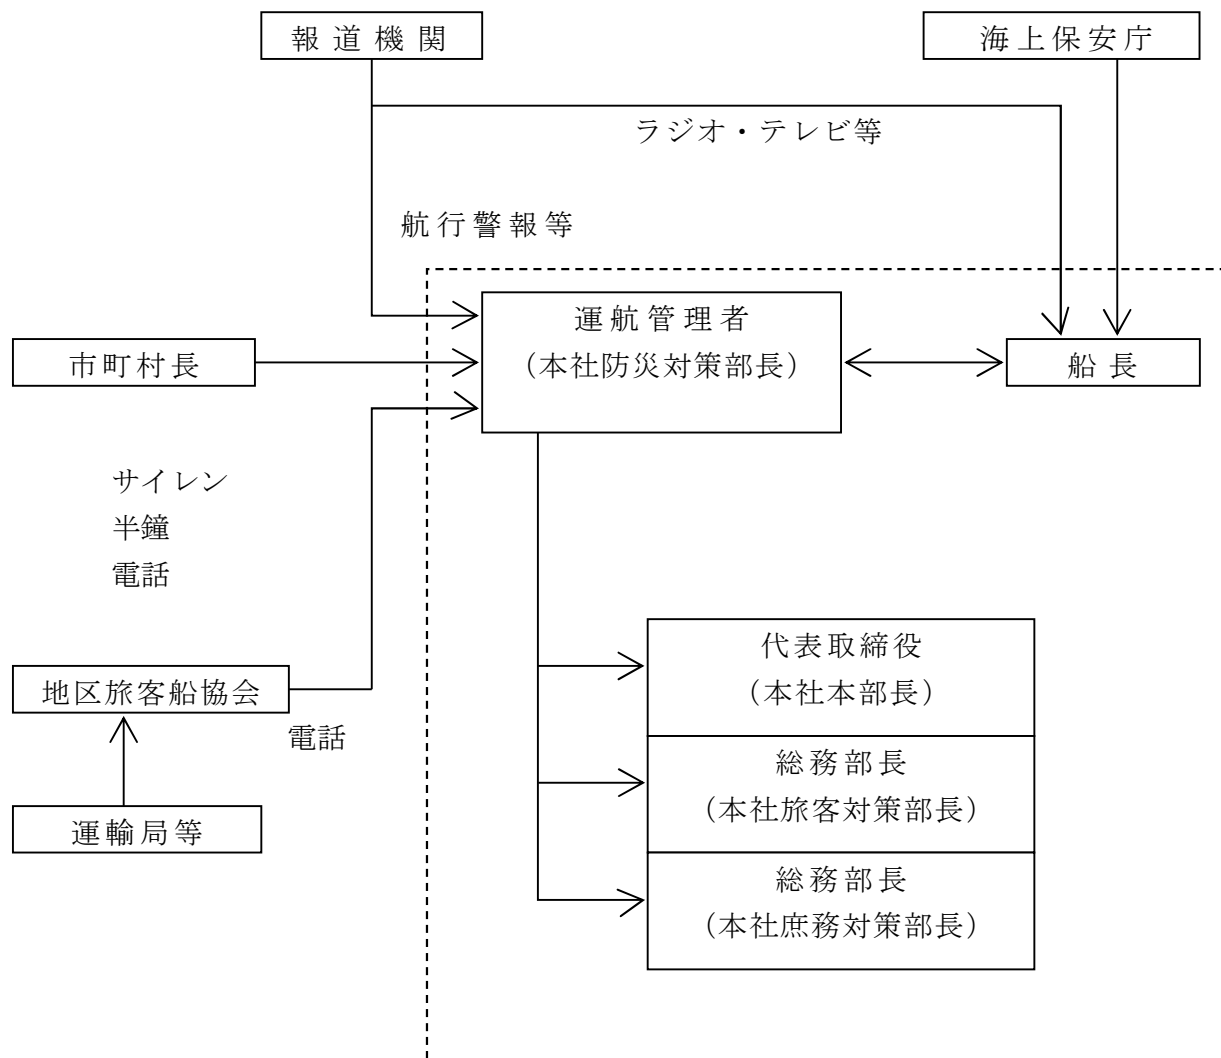 報道機関
海上保安庁
ラジオ・テレビ等
航行警報等
運航管理者
（本社防災対策部長）
市町村長
船長
サイレン
半鐘
電話
代表取締役
（本社本部長）
地区旅客船協会
電話
総務部長
（本社旅客対策部長）
運輸局等
総務部長
（本社庶務対策部長）